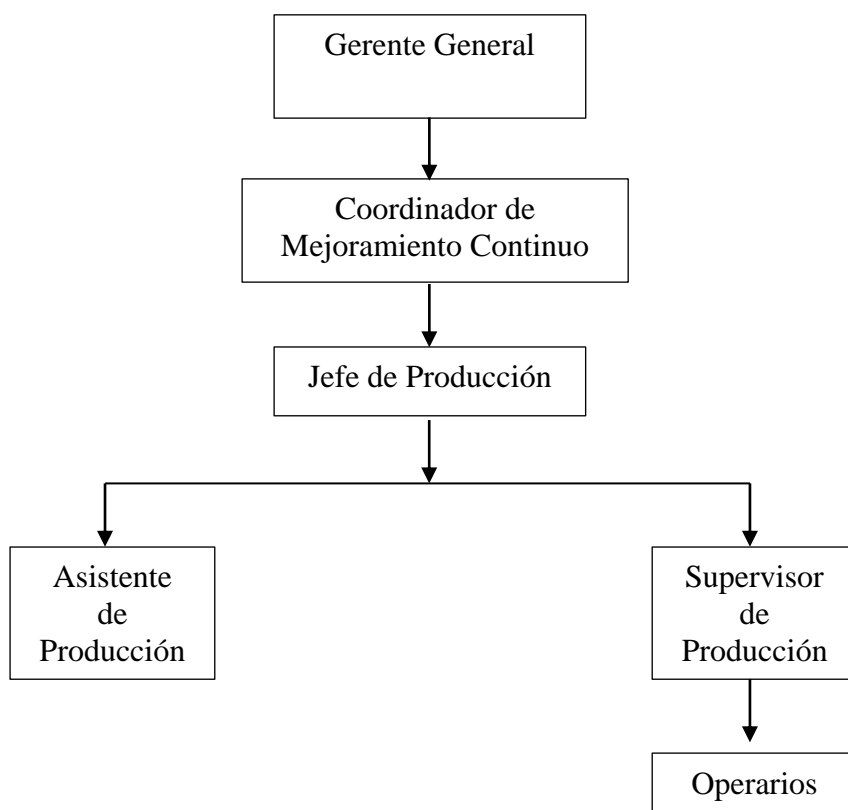 Gerente General
Coordinador de
Mejoramiento Continuo
Jefe de Producción
Asistente
de
Producción
Supervisor
de
Producción
Operarios